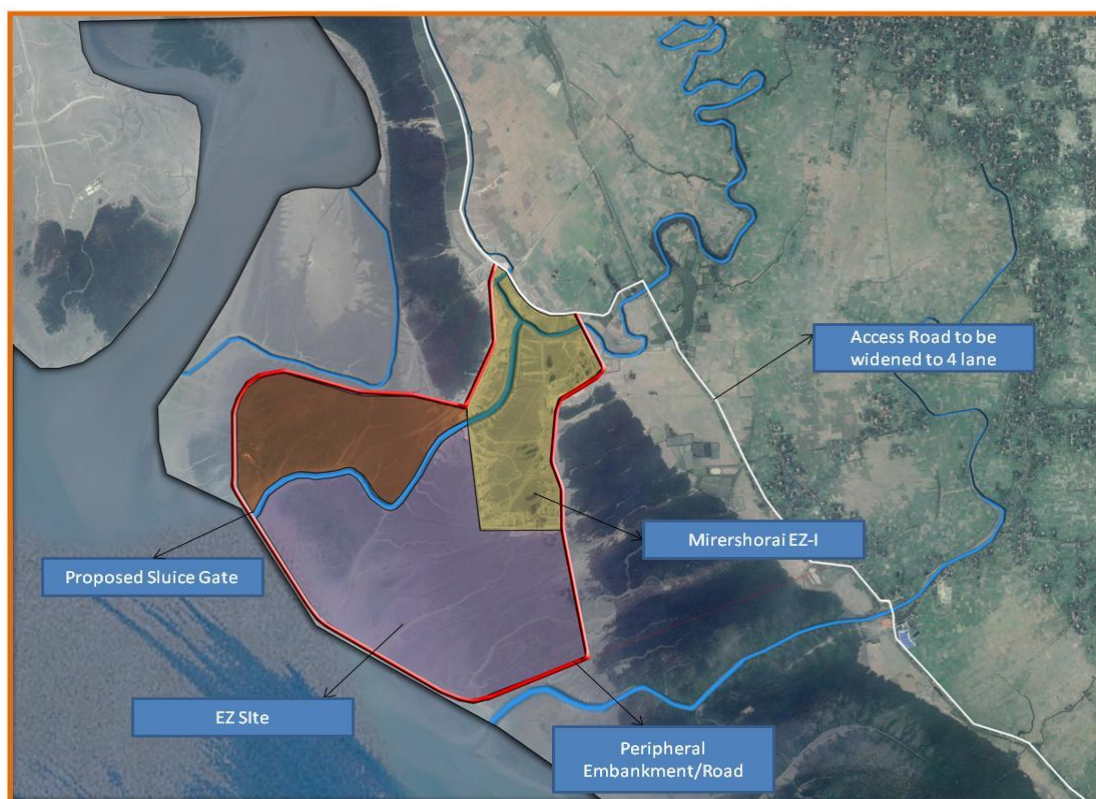 Access Road to be
widened to 4 lane
Mirershorai EZ-I
Proposed Sluice Gate
EZ SIte
Peripheral
Embankment/Road